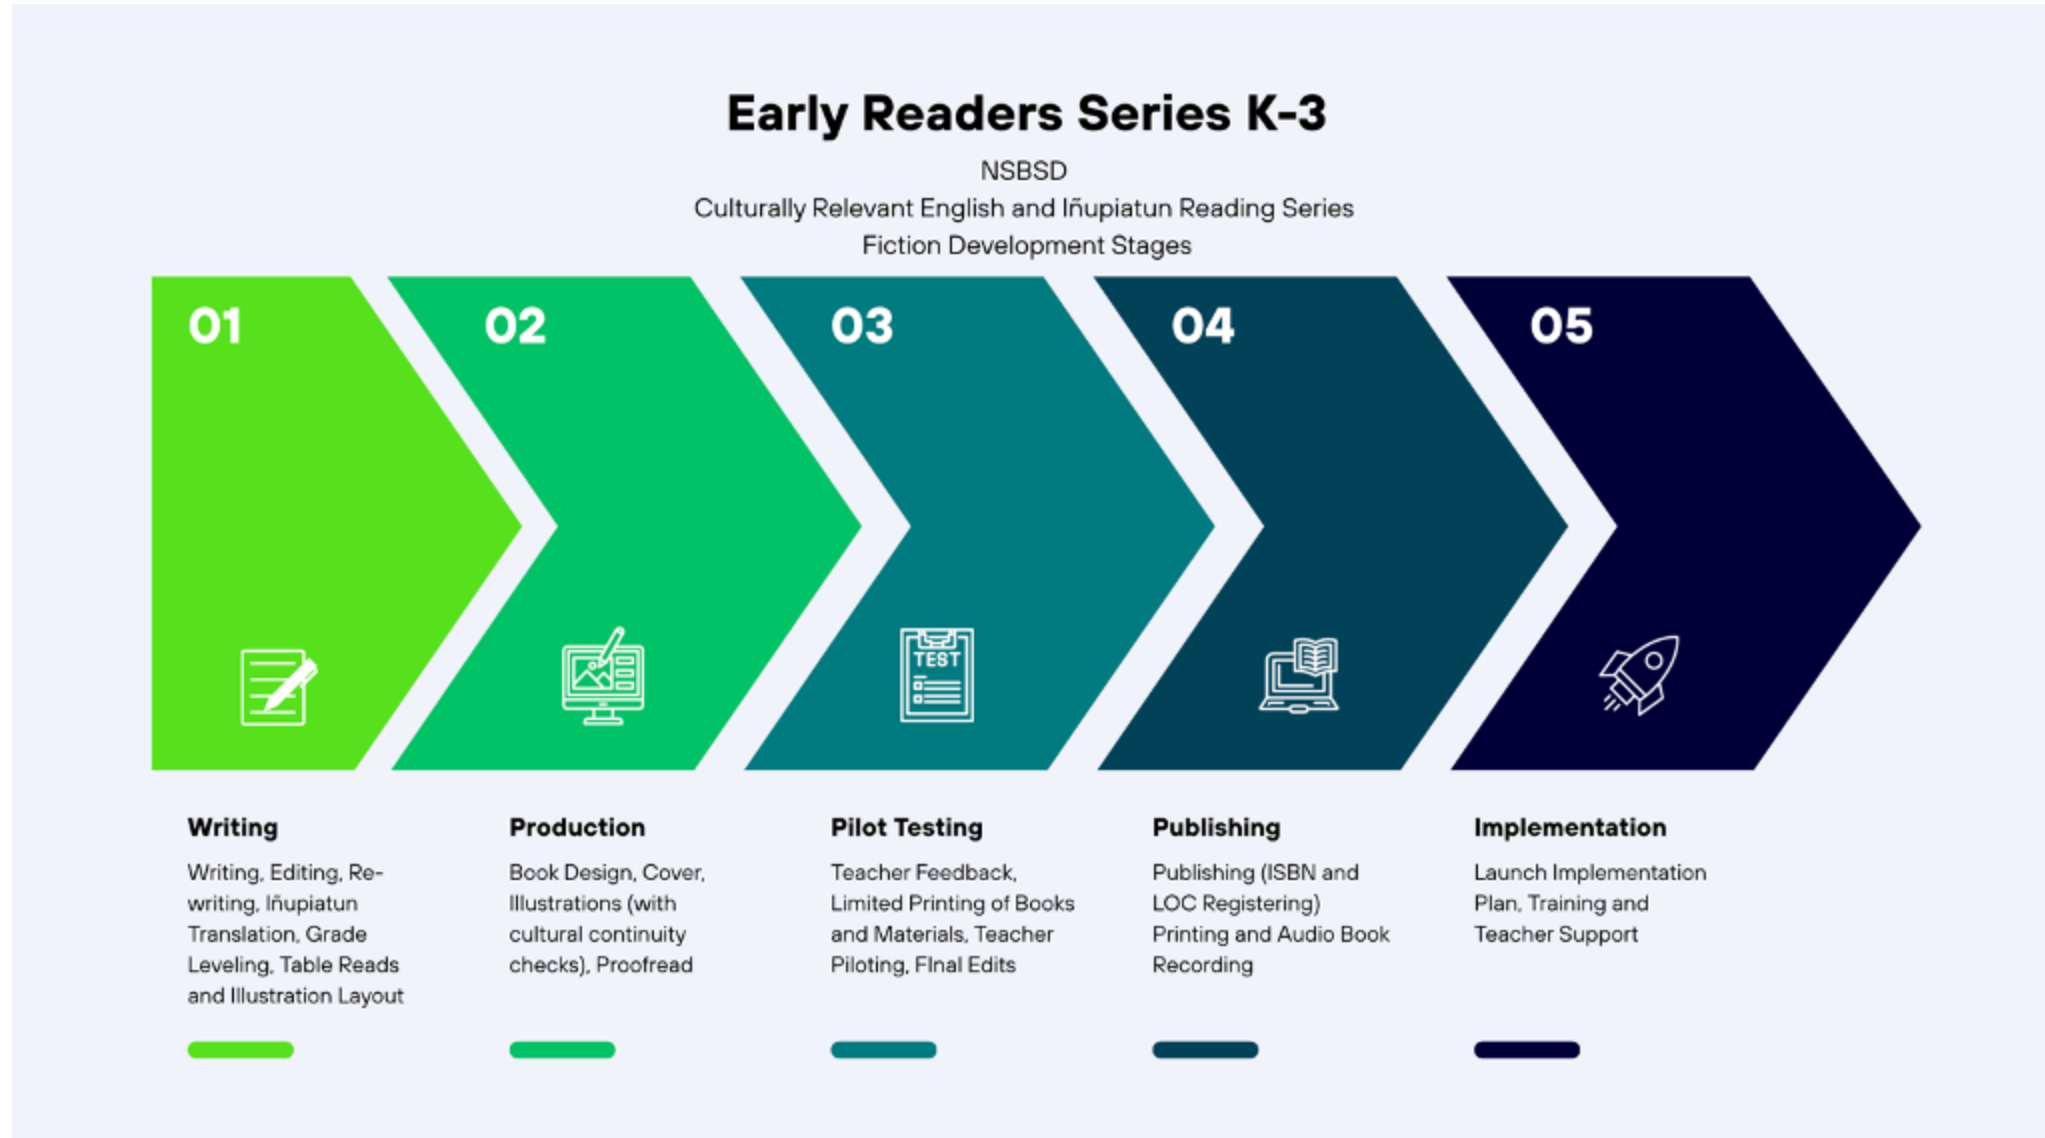 Early Readers Series K-3
NSBSD
Culturally Relevant English and Iñupiatun Reading Series
Fiction Development Stages
01
02
03
04
05
TEST
Writing
Writing, Editing, Re-
writing, Iñupiatun
Translation, Grade
Leveling, Table Reads
and Illustration Layout
Production
Book Design, Cover,
Illustrations (with
cultural continuity
checks), Proofread
Pilot Testing
Teacher Feedback,
Limited Printing of Books
and Materials, Teacher
Piloting, FInal Edits
Publishing
Publishing (ISBN and
LOC Registering)
Printing and Audio Book
Recording
Implementation
Launch Implementation
Plan, Training and
Teacher Support